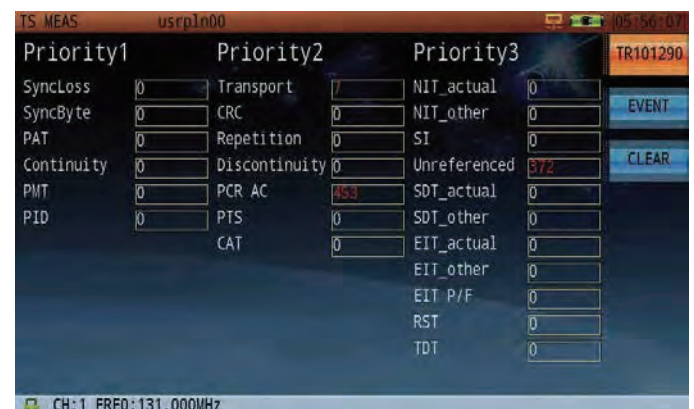 TS MEAS usrpln00 05:56:07
Priority1 Priority2 Priority3 TR101290
SyncLoss 0 Transport 7 NIT_actual 0
SyncByte 0 CRC 0 NIT_other 0 EVENT
PAT 0 Repetition 0 SI 0
Continuity 0 Discontinuity 0 Unreferenced 372 CLEAR
PMT 0 PCR AC 453 SDT_actual 0
PID 0 PTS 0 SDT_other 0
CAT 0 EIT_actual 0
EIT_other 0
EIT P/F 0
RST 0
TDT 0
CH:1 FREQ:131.000MHz